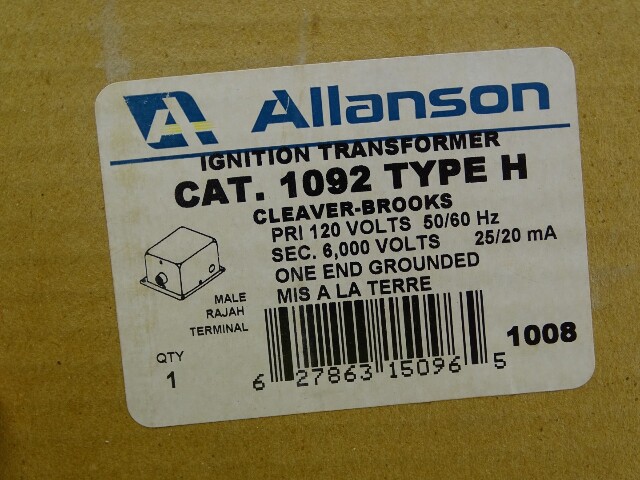 Allanson
IGNITION TRANSFORMER
CAT. 1092 TYPE H
CLEAVER-BROOKS
PRI 120 VOLTS 50/60 Hz
SEC. 6,000 VOLTS 25/20 mA
ONE END GROUNDED
MIS A LA TERRE
MALE
RAJAH
TERMINAL
QTY
1
1008
6 27863 15096 5